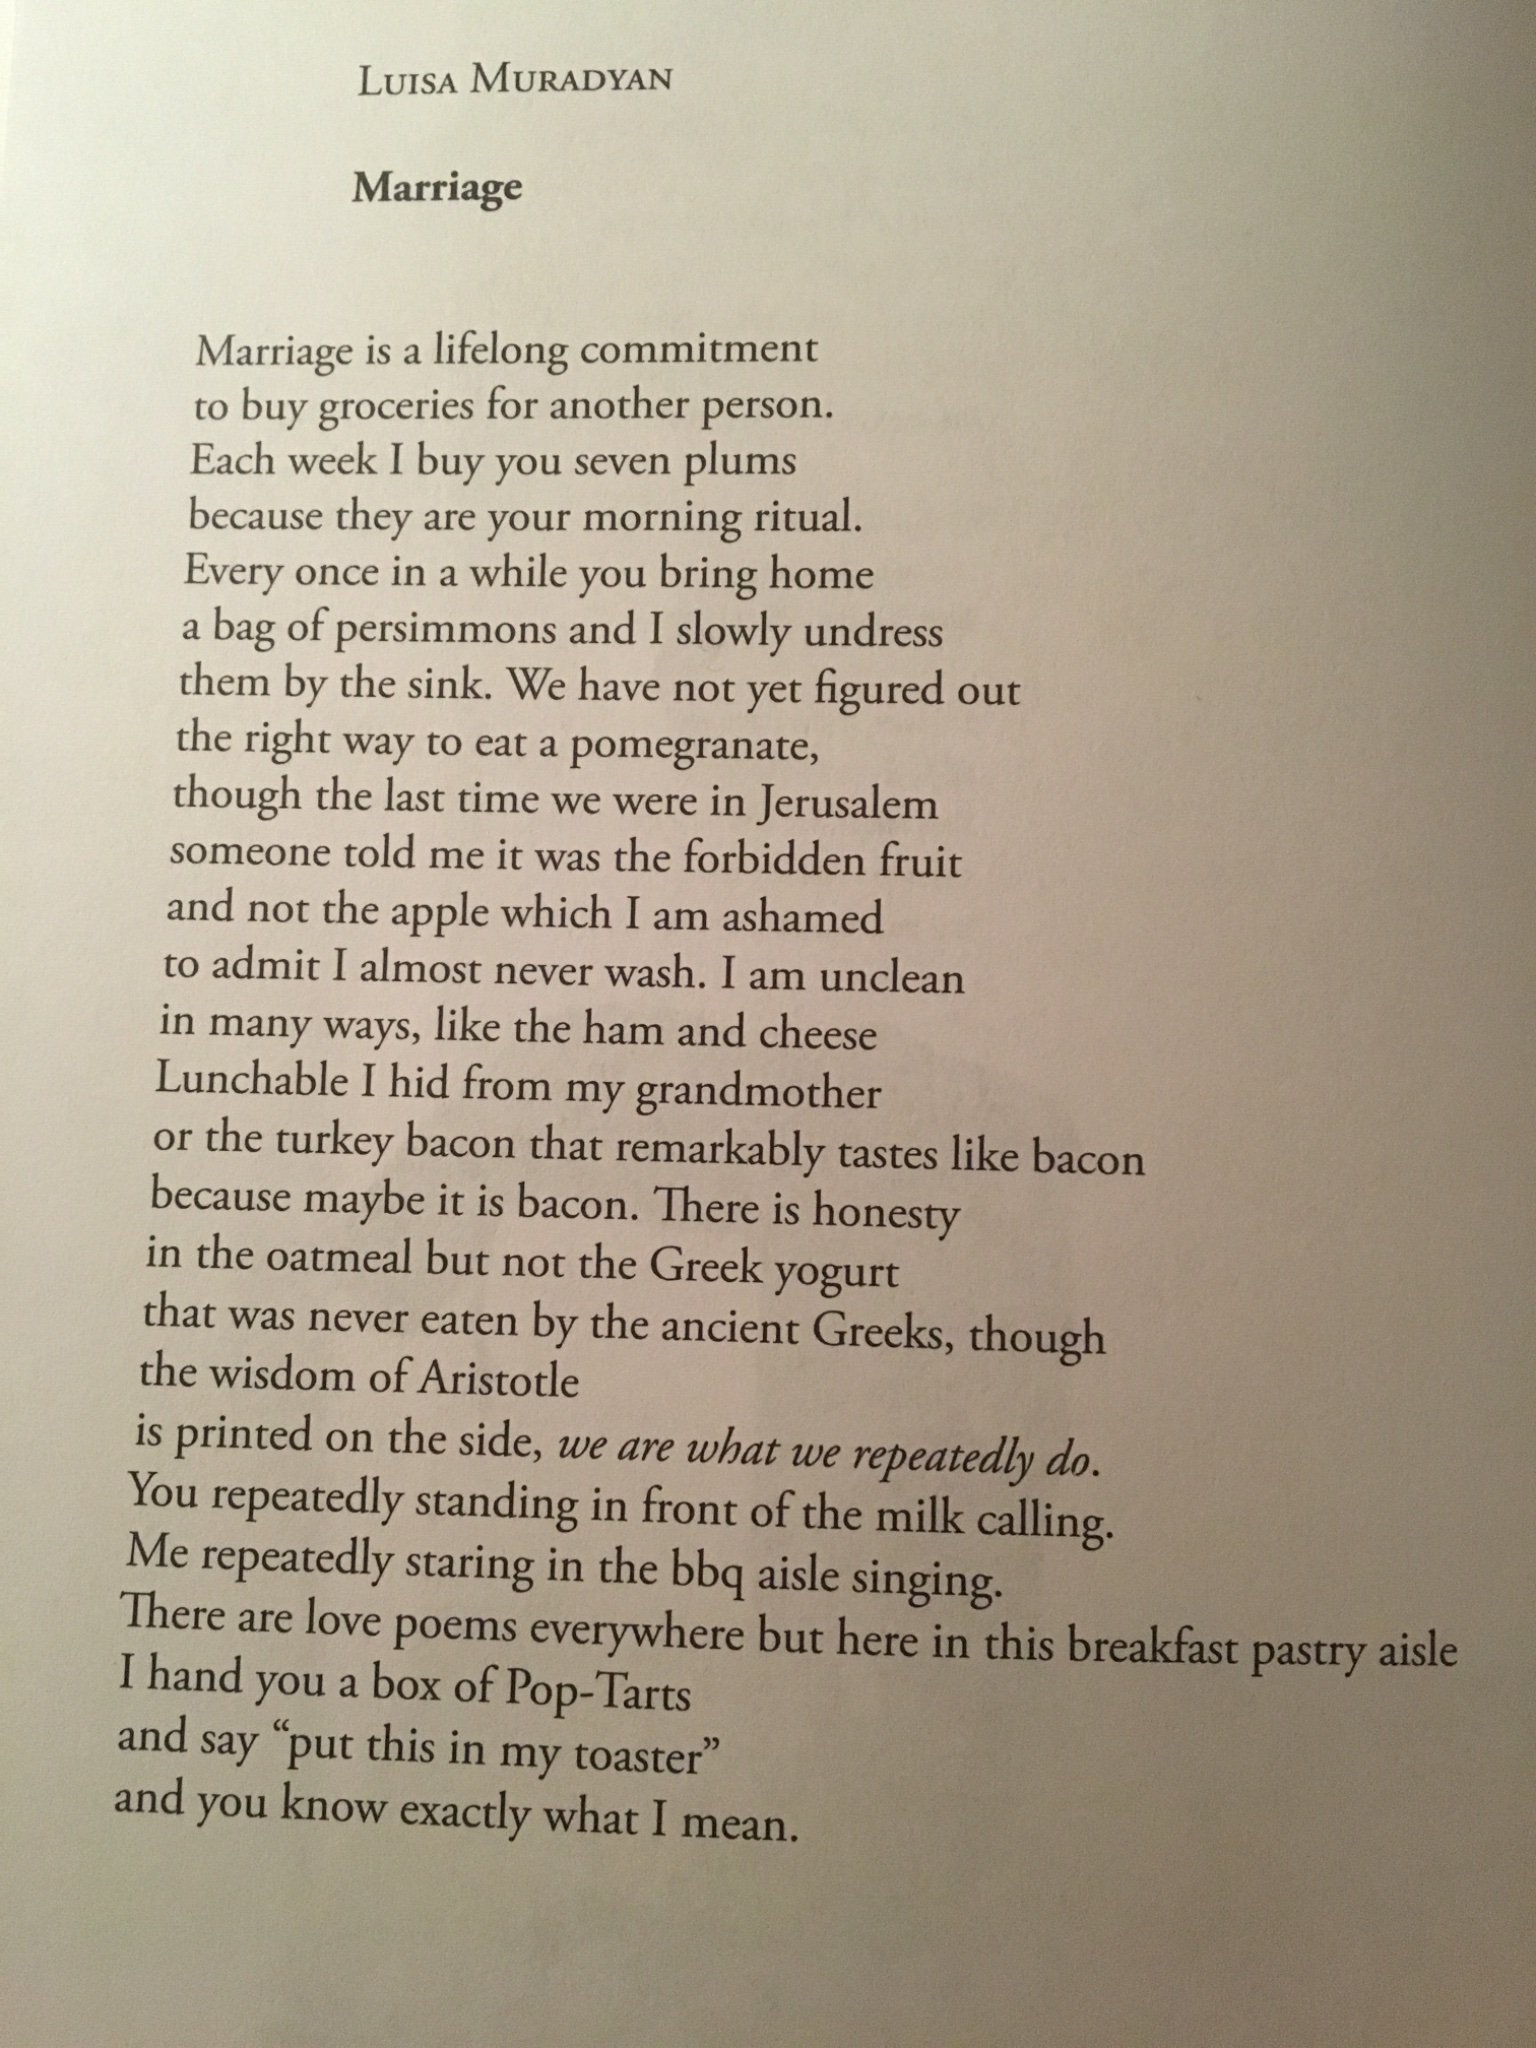 LUISA MURADYAN
Marriage
Marriage is a lifelong commitment
to buy groceries for another person.
Each week I buy you seven plums
because they are your morning ritual.
Every once in a while you bring home
a bag of persimmons and I slowly undress
them by the sink. We have not yet figured out
the right way to eat a pomegranate,
though the last time we were in Jerusalem
someone told me it was the forbidden fruit
and not the apple which I am ashamed
to admit I almost never wash. I am unclean
in many ways, like the ham and cheese
Lunchable I hid from my grandmother
or the turkey bacon that remarkably tastes like bacon
because maybe it is bacon. There is honesty
in the oatmeal but not the Greek yogurt
that was never eaten by the ancient Greeks, though
the wisdom of Aristotle
is printed on the side, we are what we repeatedly do.
You repeatedly standing in front of the milk calling.
Me repeatedly staring in the bbq aisle singing.
There are love poems everywhere but here in this breakfast pastry aisle
I hand you a box of Pop-Tarts
and say “put this in my toaster”
and you know exactly what I mean.